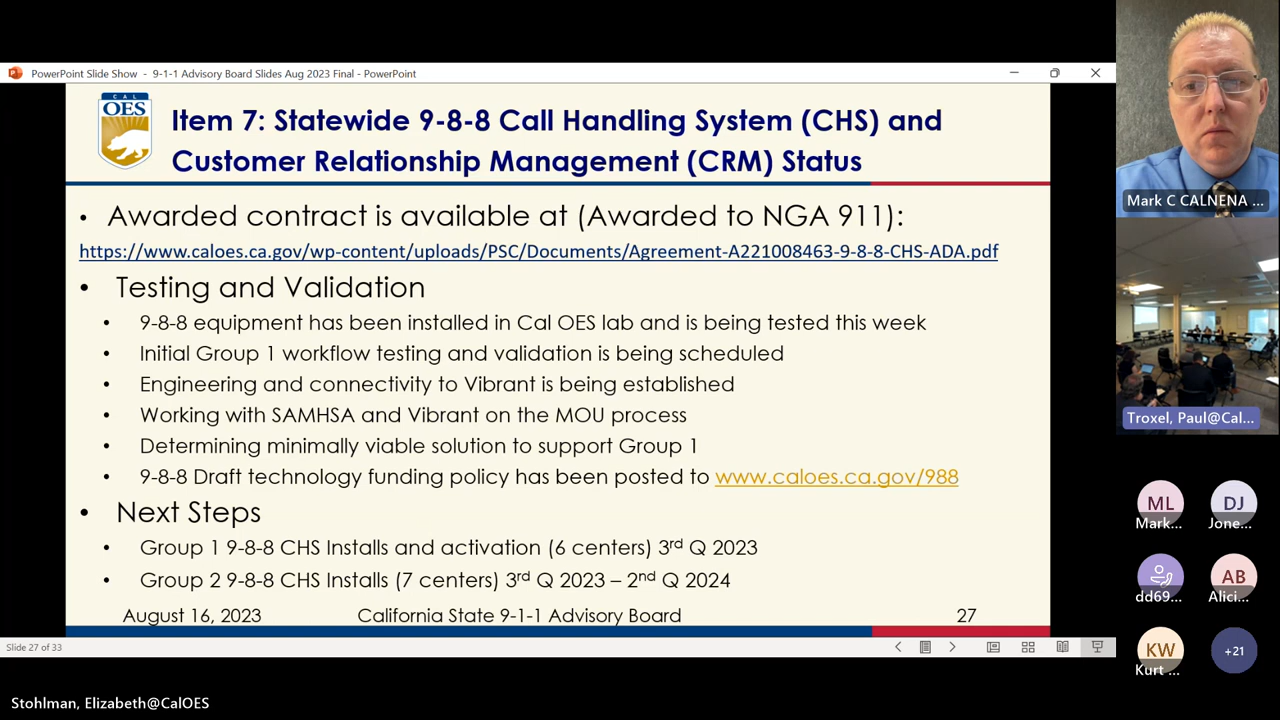 PowerPoint Slide Show - 9-1-1 Advisory Board Slides Aug 2023 Final - PowerPoint
CAL
OES
Item 7: Statewide 9-8-8 Call Handling System (CHS) and
Customer Relationship Management (CRM) Status
• Awarded contract is available at (Awarded to NGA 911):
https://www.caloes.ca.gov/wp-content/uploads/PSC/Documents/Agreement-A221008463-9-8-8-CHS-ADA.pdf
• Testing and Validation
• 9-8-8 equipment has been installed in Cal OES lab and is being tested this week
• Initial Group 1 workflow testing and validation is being scheduled
• Engineering and connectivity to Vibrant is being established
• Working with SAMHSA and Vibrant on the MOU process
• Determining minimally viable solution to support Group 1
• 9-8-8 Draft technology funding policy has been posted to www.caloes.ca.gov/988
• Next Steps
• Group 1 9-8-8 CHS Installs and activation (6 centers) 3rd Q 2023
• Group 2 9-8-8 CHS Installs (7 centers) 3rd Q 2023 – 2nd Q 2024
August 16, 2023 California State 9-1-1 Advisory Board 27
Slide 27 of 33
Mark C CALNENA ...
Troxel, Paul@Cal...
ML DJ
Mark... Jone...
AB
dd69... Alici...
KW +21
Kurt ...
Stohlman, Elizabeth@CalOES